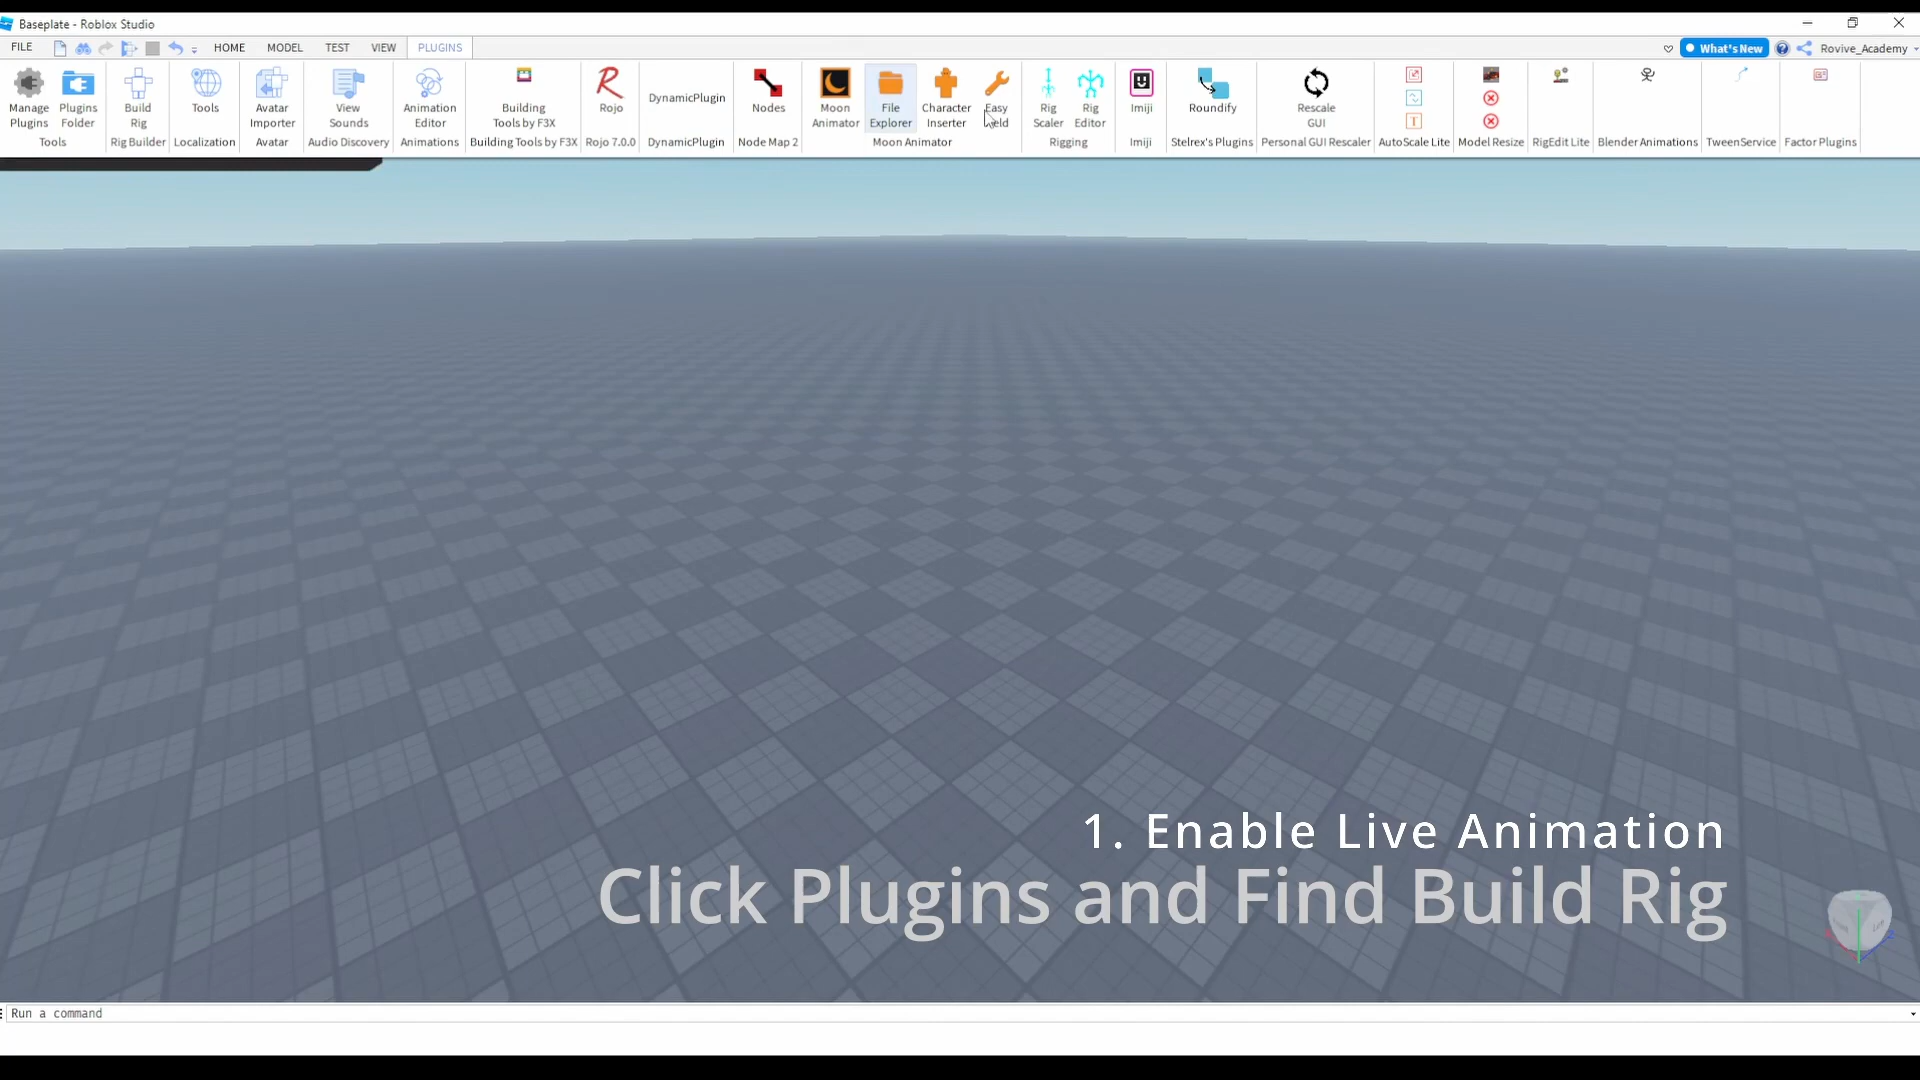 Baseplate - Roblox Studio
FILE HOME MODEL TEST VIEW PLUGINS What's New Rovive_Academy
Manage Plugins
Plugins Folder
Tools
Build Rig
Rig Builder
Tools
Localization
Avatar Importer
Avatar
View Sounds
Audio Discovery
Animation Editor
Animations
Building Tools by F3X
Building Tools by F3X
Rojo
Rojo 7.0.0
DynamicPlugin
DynamicPlugin
Nodes
Node Map 2
Moon Animator
File Explorer
Character Inserter
Easy
Moon Animator
Rig Scaler
Rig Editor
Rigging
Imiji
Imiji
Roundify
Stelrex's Plugins
Rescale GUI
Personal GUI Rescaler
AutoScale Lite
Model Resize
RigEdit Lite
Blender Animations
TweenService
Factor Plugins
1. Enable Live Animation
Click Plugins and Find Build Rig
Run a command